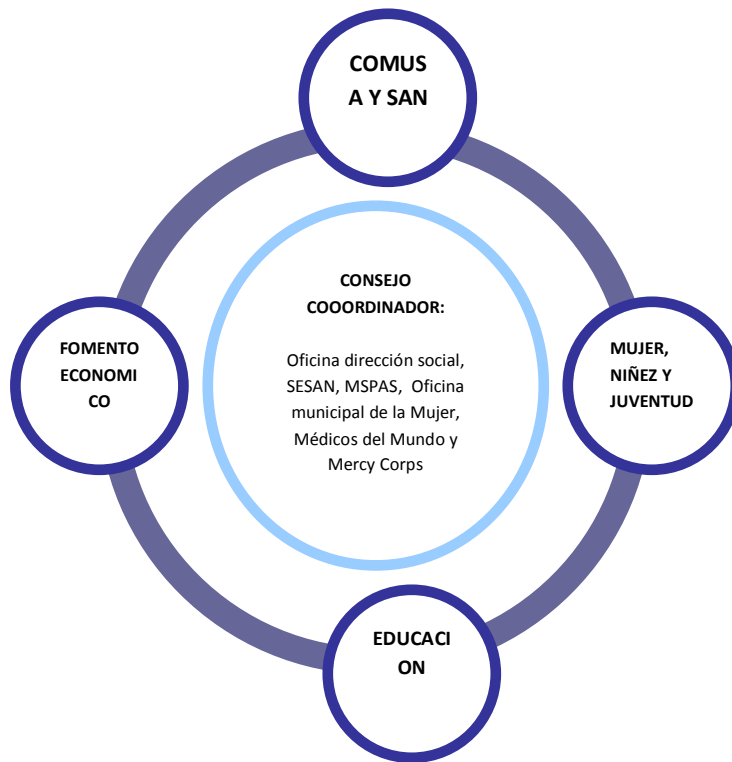 COMUS
A Y SAN
CONSEJO
COOORDINADOR:
Oficina dirección social,
SESAN, MSPAS, Oficina
municipal de la Mujer,
Médicos del Mundo y
Mercy Corps
FOMENTO
ECONOMI
CO
MUJER,
NIÑEZ Y
JUVENTUD
EDUCACI
ON